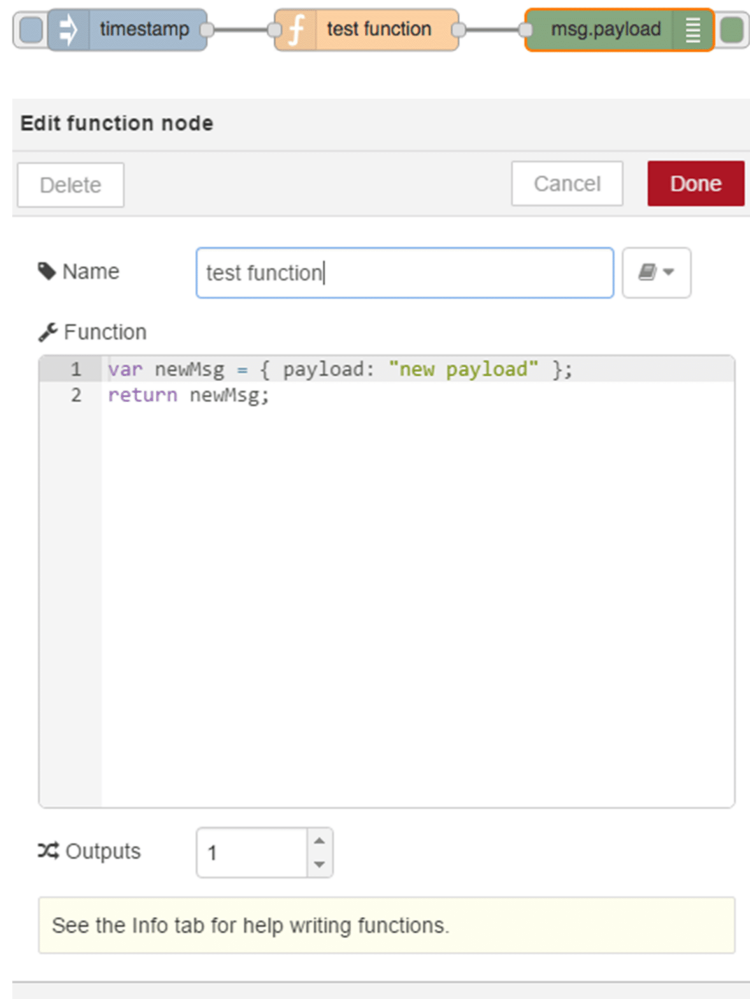 timestamp test function msg.payload
Edit function node
Delete Cancel Done
Name test function
Function
1 var newMsg = { payload: "new payload" };
2 return newMsg;
Outputs 1
See the Info tab for help writing functions.